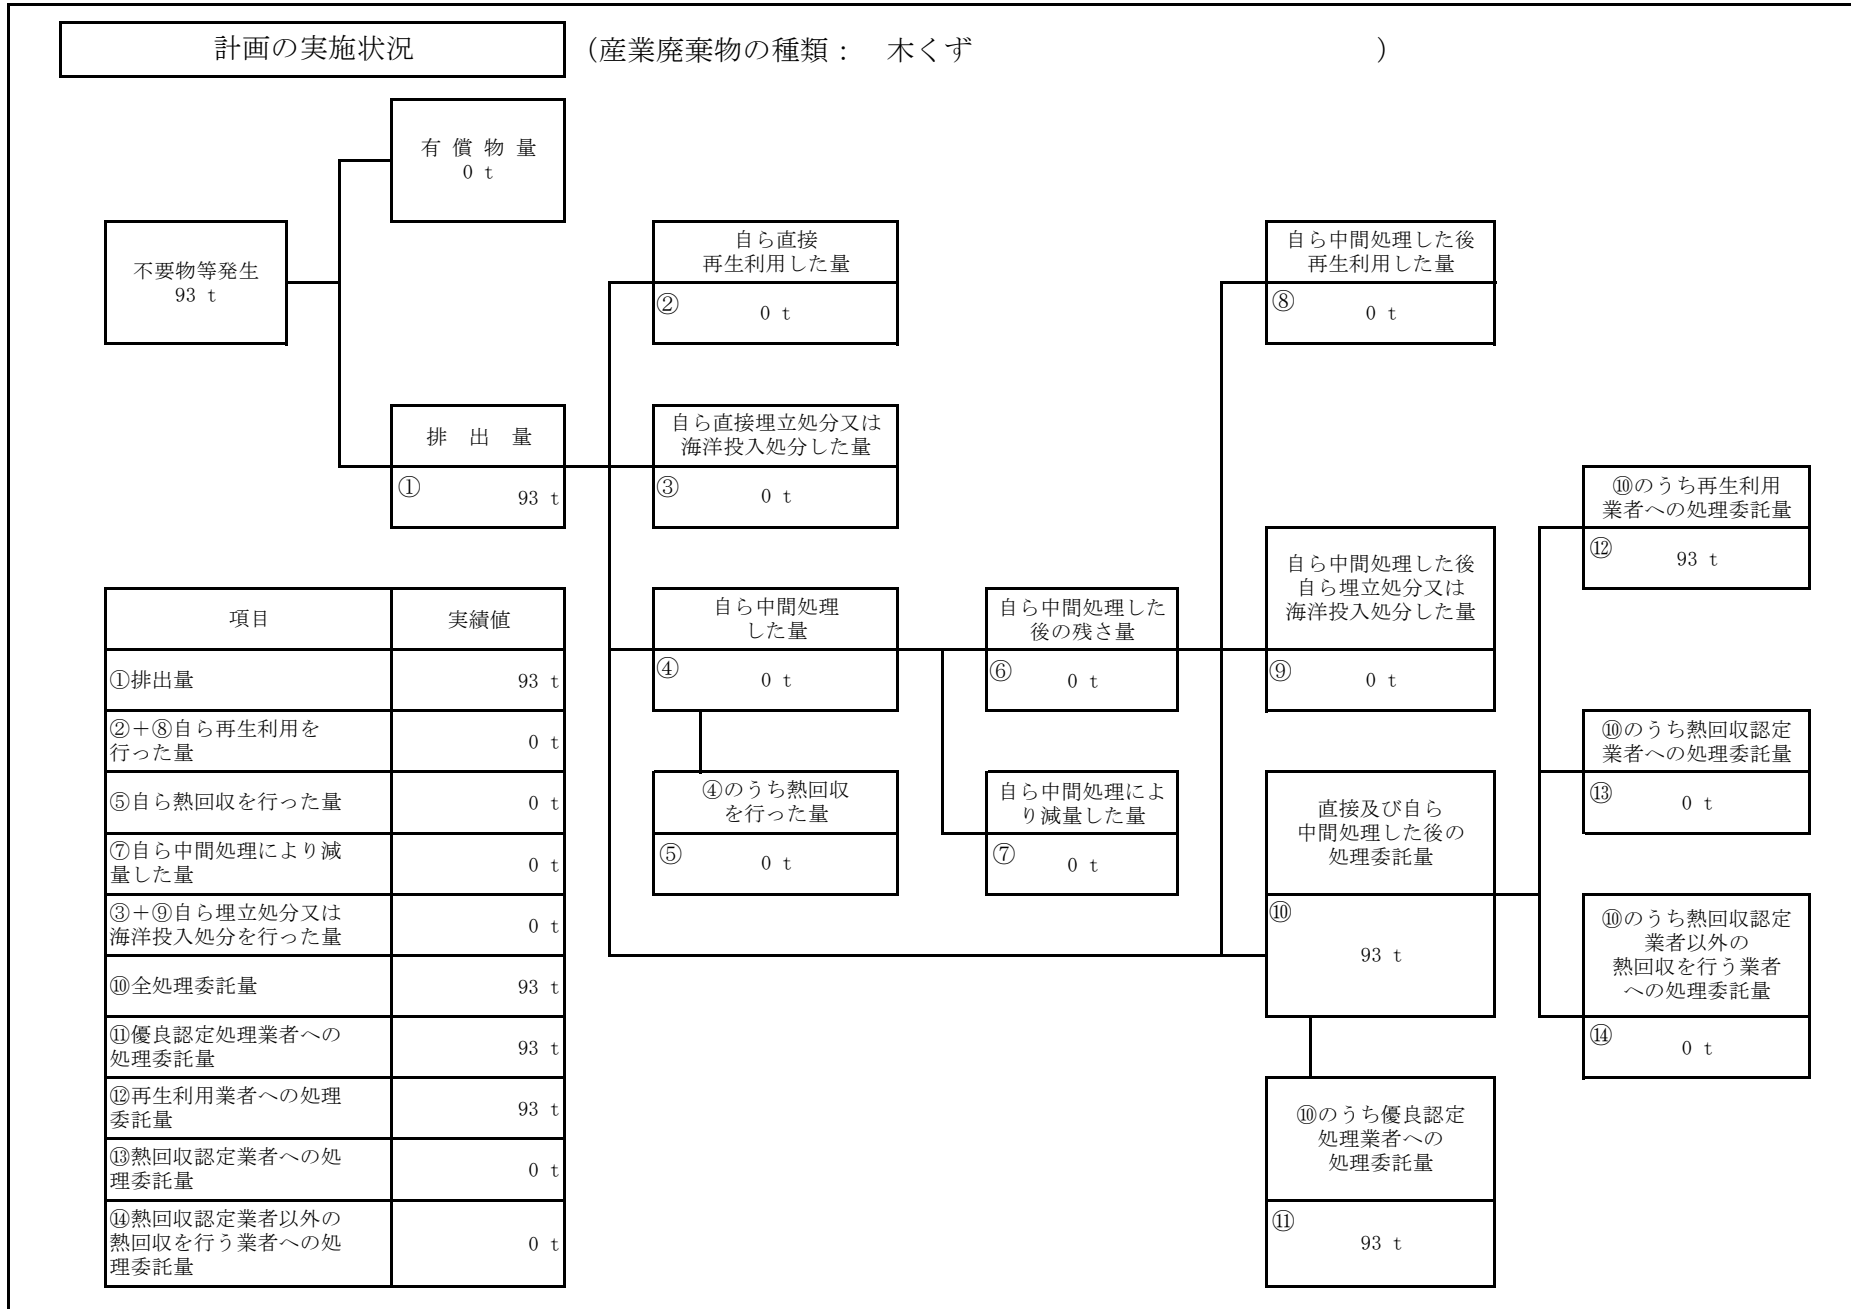 計画の実施状況
（産業廃棄物の種類： 木くず ）
有 償 物 量
0 t
不要物等発生
93 t
自ら直接
再生利用した量
② 0 t
自ら中間処理した後
再生利用した量
⑧ 0 t
排 出 量
① 93 t
自ら直接埋立処分又は
海洋投入処分した量
③ 0 t
⑩のうち再生利用
業者への処理委託量
⑫ 93 t
自ら中間処理した後
自ら埋立処分又は
海洋投入処分した量
⑨ 0 t
自ら中間処理
した量
④ 0 t
自ら中間処理した
後の残さ量
⑥ 0 t
④のうち熱回収
を行った量
⑤ 0 t
自ら中間処理によ
り減量した量
⑦ 0 t
直接及び自ら
中間処理した後の
処理委託量
⑩
93 t
⑩のうち熱回収認定
業者への処理委託量
⑬ 0 t
⑩のうち熱回収認定
業者以外の
熱回収を行う業者
への処理委託量
⑭ 0 t
⑩のうち優良認定
処理業者への
処理委託量
⑪
93 t
項目 実績値
①排出量 93 t
②＋⑧自ら再生利用を
行った量 0 t
⑤自ら熱回収を行った量 0 t
⑦自ら中間処理により減
量した量 0 t
③＋⑨自ら埋立処分又は
海洋投入処分を行った量 0 t
⑩全処理委託量 93 t
⑪優良認定処理業者への
処理委託量 93 t
⑫再生利用業者への処理
委託量 93 t
⑬熱回収認定業者への処
理委託量 0 t
⑭熱回収認定業者以外の
熱回収を行う業者への処
理委託量 0 t